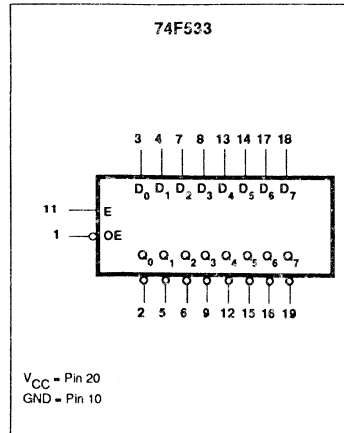 74F533
3 4 7 8 13 14 17 18
D0 D1 D2 D3 D4 D5 D6 D7
11 E
1 OE
Q0 Q1 Q2 Q3 Q4 Q5 Q6 Q7
2 5 6 9 12 15 16 19
VCC = Pin 20
GND = Pin 10